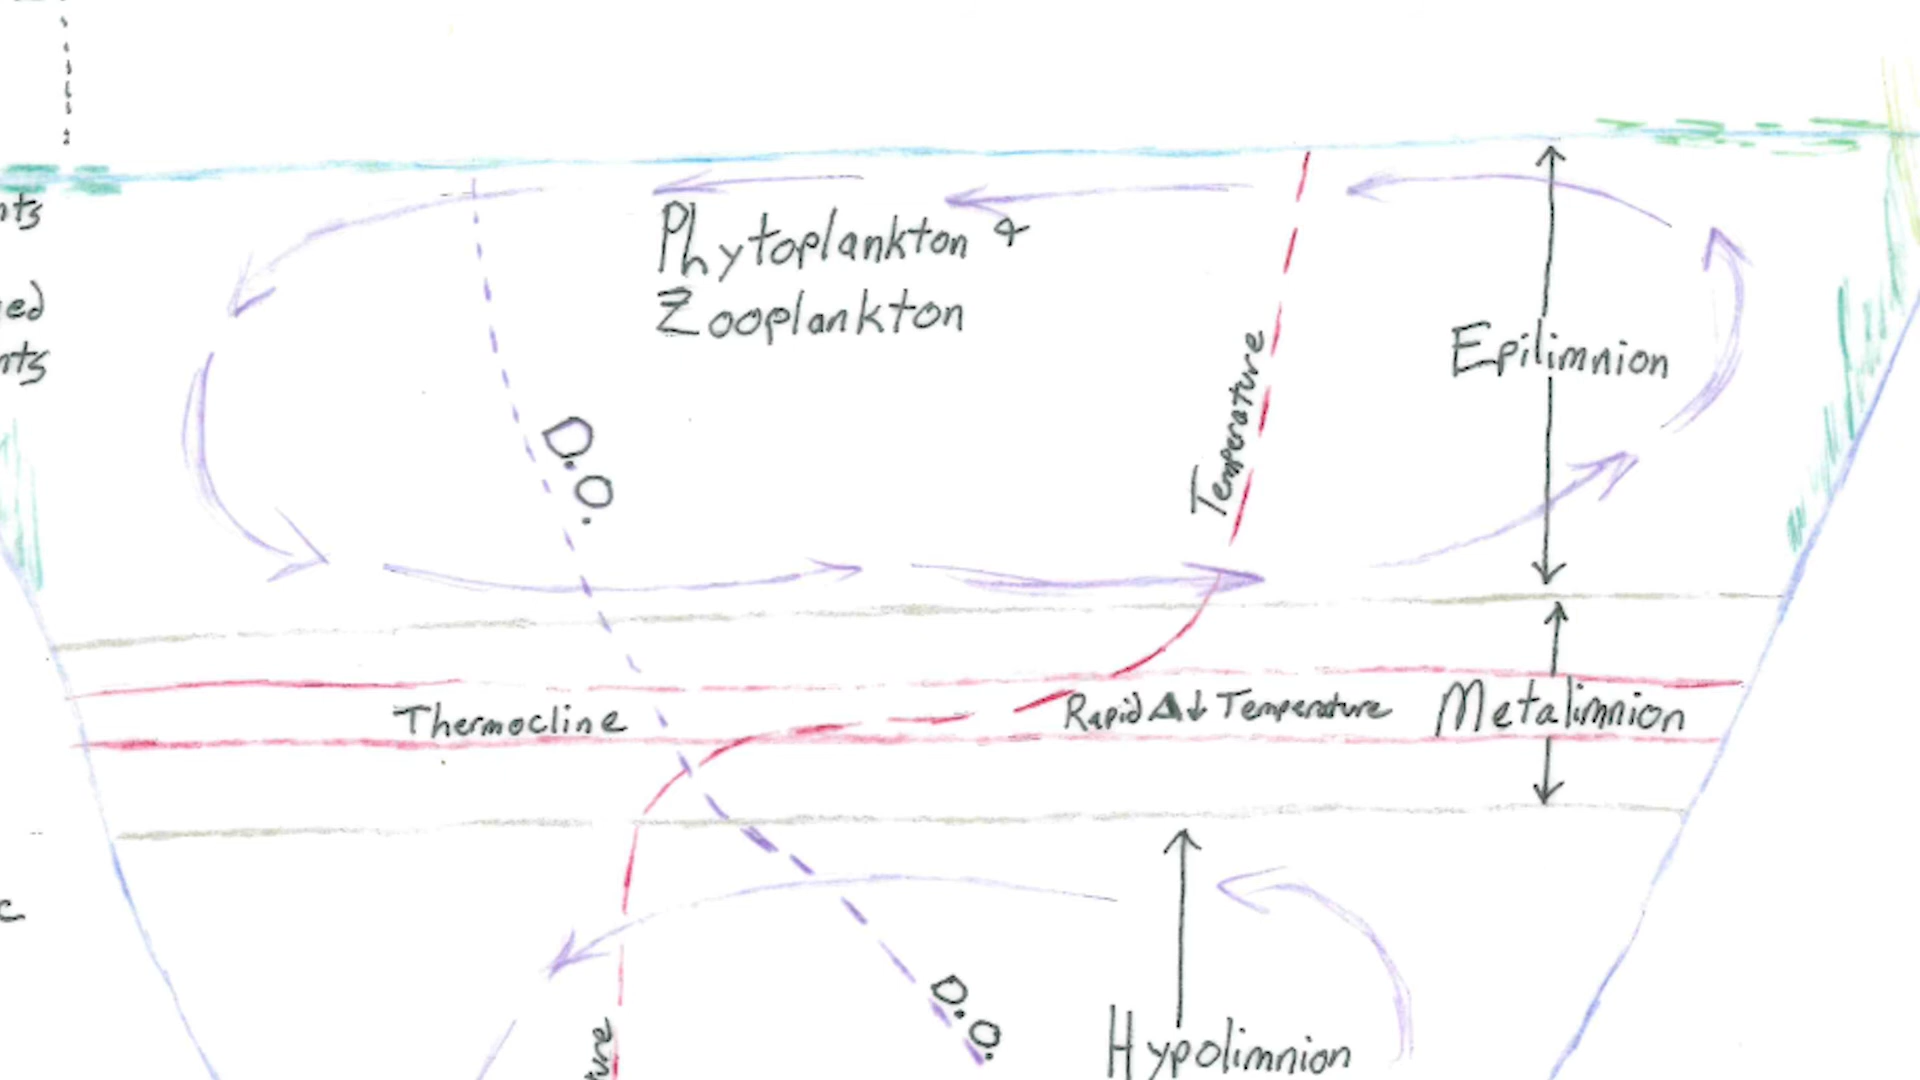 Phytoplankton &
Zooplankton
Temperature
Epilimnion
D.O.
Thermocline
Rapid Δ↓ Temperature
Metalimnion
D.O.
Hypolimnion